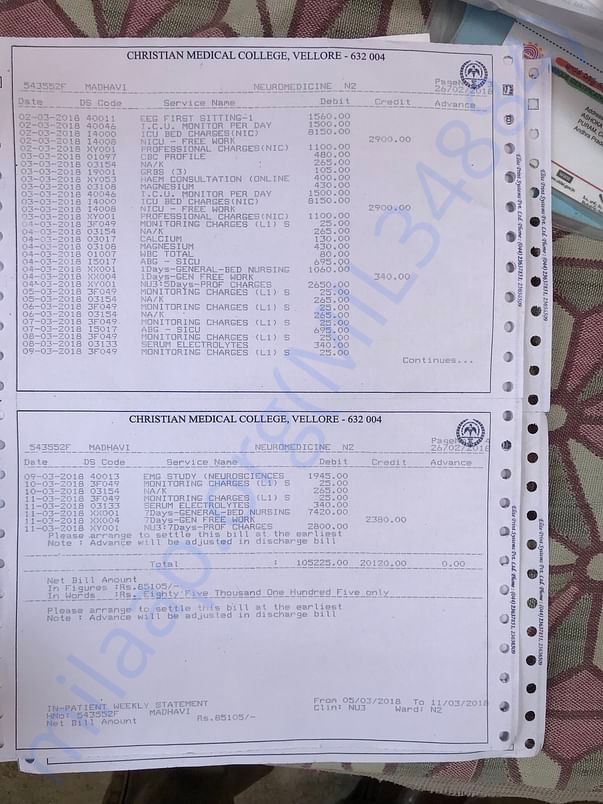 CHRISTIAN MEDICAL COLLEGE, VELLORE - 632 004
543552F MADHAVI NEUROMEDICINE N2 26/02/2018
Date DS Code Service Name Debit Credit Advance
02-03-2018 40011 EEG FIRST SITTING-1 1560.00
02-03-2018 40046 I.C.U. MONITOR PER DAY 1500.00
02-03-2018 I4000 ICU BED CHARGES(NIC) 8150.00
02-03-2018 I4008 NICU - FREE WORK 2900.00
02-03-2018 XY001 PROFESSIONAL CHARGES(NIC) 1100.00
03-03-2018 01097 CBC PROFILE 480.00
03-03-2018 03154 NA/K 265.00
03-03-2018 19001 GRBS (3) 105.00
03-03-2018 XY053 IAEM CONSULTATION (ONLINE 400.00
03-03-2018 03108 MAGNESIUM 430.00
03-03-2018 40046 I.C.U. MONITOR PER DAY 1500.00
03-03-2018 I4000 ICU BED CHARGES(NIC) 8150.00
03-03-2018 I4008 NICU - FREE WORK 2900.00
03-03-2018 XY001 PROFESSIONAL CHARGES(NIC) 1100.00
04-03-2018 3F049 MONITORING CHARGES (L1) S 25.00
04-03-2018 03154 NA/K 265.00
04-03-2018 03017 CALCIUM 130.00
04-03-2018 03108 MAGNESIUM 430.00
04-03-2018 01007 WBC TOTAL 80.00
04-03-2018 I5017 ABG - SICU 695.00
04-03-2018 XX001 1Days-GENERAL-BED NURSING 1060.00
04-03-2018 XX004 1Days-GEN FREE WORK 340.00
04-03-2018 XY001 NU3:5Days-PROF CHARGES 2650.00
05-03-2018 3F049 MONITORING CHARGES (L1) S 25.00
05-03-2018 03154 NA/K 265.00
06-03-2018 3F049 MONITORING CHARGES (L1) S 25.00
06-03-2018 03154 NA/K 265.00
07-03-2018 3F049 MONITORING CHARGES (L1) S 25.00
07-03-2018 I5017 ABG - SICU 695.00
08-03-2018 3F049 MONITORING CHARGES (L1) S 25.00
08-03-2018 03133 SERUM ELECTROLYTES 340.00
09-03-2018 3F049 MONITORING CHARGES (L1) S 25.00
Continues...
CHRISTIAN MEDICAL COLLEGE, VELLORE - 632 004
543552F MADHAVI NEUROMEDICINE N2 26/02/2018
Date DS Code Service Name Debit Credit Advance
09-03-2018 40013 EMG STUDY (NEUROSCIENCES 1945.00
10-03-2018 3F049 MONITORING CHARGES (L1) S 25.00
10-03-2018 03154 NA/K 265.00
11-03-2018 3F049 MONITORING CHARGES (L1) S 25.00
11-03-2018 03133 SERUM ELECTROLYTES 340.00
11-03-2018 XX001 7Days-GENERAL-BED NURSING 7420.00
11-03-2018 XX004 7Days-GEN FREE WORK 2380.00
11-03-2018 XY001 NU3:7Days-PROF CHARGES 2800.00
Please arrange to settle this bill at the earliest
Note : Advance will be adjusted in discharge bill
Total : 105225.00 20120.00 0.00
Net Bill Amount
In Figures :Rs.85105/-
In Words :Rs. Eighty Five Thousand One Hundred Five only
Please arrange to settle this bill at the earliest
Note : Advance will be adjusted in discharge bill
IN-PATIENT WEEKLY STATEMENT From 05/03/2018 To 11/03/2018
HNo: 543552F MADHAVI Clin: NU3 Ward: N2
Net Bill Amount Rs.85105/-